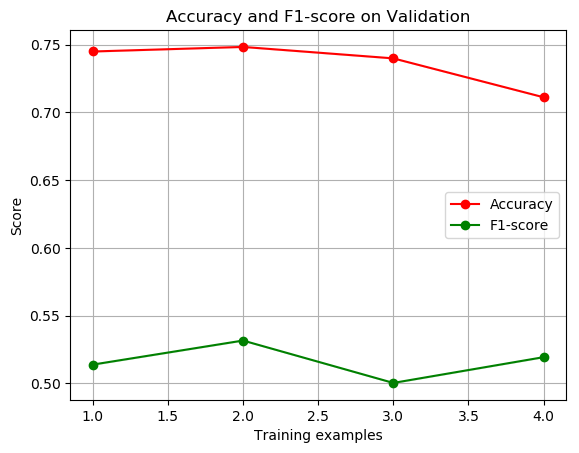 Accuracy and F1-score on Validation
0.75
0.70
0.65
0.60
0.55
0.50
Score
Accuracy
F1-score
1.0 1.5 2.0 2.5 3.0 3.5 4.0
Training examples